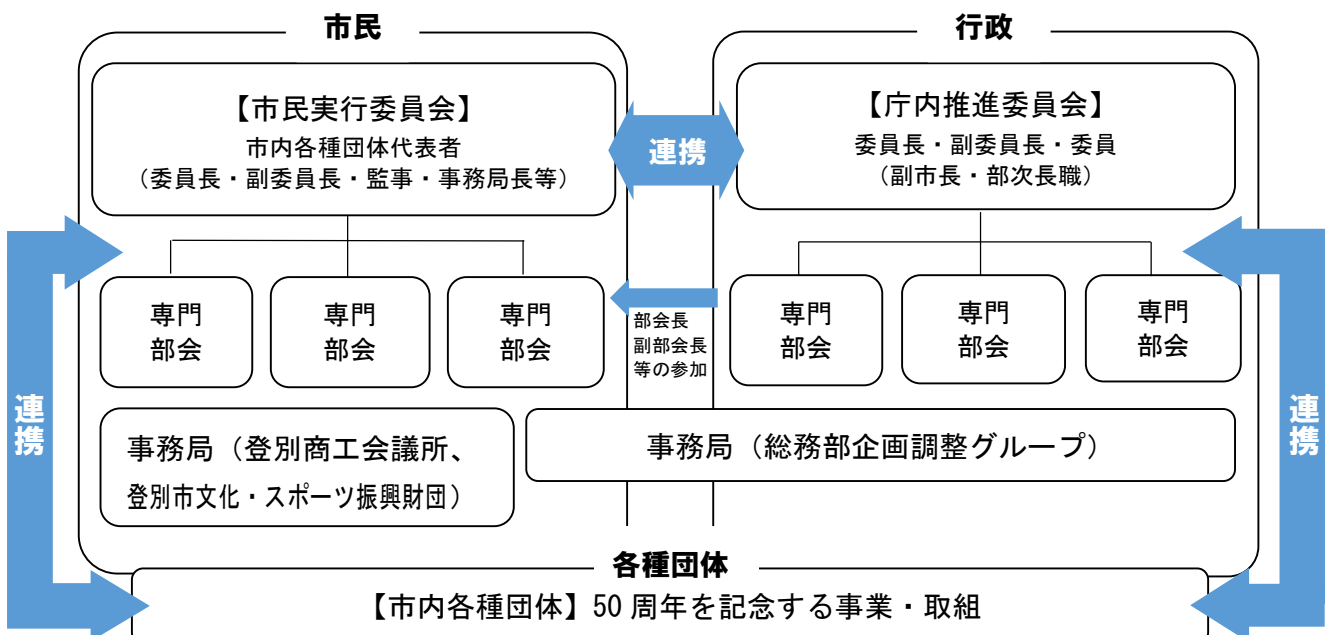 市民
行政
【市民実行委員会】
市内各種団体代表者
(委員長・副委員長・監事・事務局長等)
連携
【庁内推進委員会】
委員長・副委員長・委員
(副市長・部次長職)
専門
部会
専門
部会
専門
部会
部会長
副部会長
等の参加
専門
部会
専門
部会
専門
部会
連携
連携
事務局(登別商工会議所、
登別市文化・スポーツ振興財団)
事務局(総務部企画調整グループ)
各種団体
【市内各種団体】50 周年を記念する事業・取組